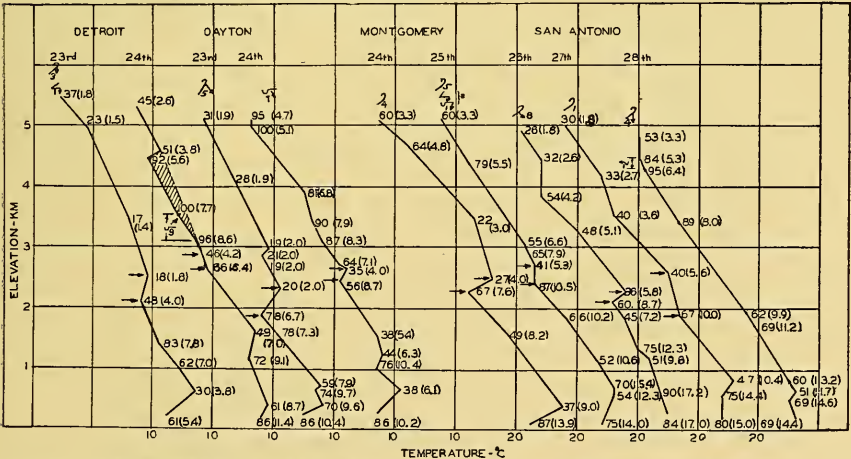 DETROIT DAYTON MONTGOMERY SAN ANTONIO
23rd 24th 23rd 24th 24th 25th 26th 27th 28th
37(1.8 45(2.6) 31(1.9) 95 (4.7) 60(3.3) 60(3.3) 28(1.8) 30(1.8)
5 23(1.5) 100(5.1)
53 (3.3)
51(3.8) 64(4.8) 32(2.6) 84(5.3)
92(5.6) 79(5.5) 33(2.7) 95(6.4)
4 28(1.9) 81(6.8) 54(4.2)
00(7.7) 40 (3.6)
17 (1.4) 90 (7.9) 22 (3.0) 48(5.1) 89(8.0)
3 96(8.6) 19(2.0) 87(8.3) 55(6.6)
46(4.2) 21(2.0) 64(7.1) 65(7.9)
18(1.8) 86(6.4) 19(2.0) 35(4.0) 41(5.3) 40(5.6)
20(2.0) 56(8.7) 27(4.0) 87(10.5) 86(5.8)
2 48(4.0) 67(7.6) 60.(8.7)
78(6.7) 66(10.2) 45(7.2) 67(10.0) 62(9.9)
49 (7.0) 78(7.3) 38(5.4) 49(8.2) 69(11.2)
83(7.8) 75(12.3)
62(7.0) 72(9.1) 44(6.3) 52(10.6) 51(9.8)
1 76(10.4)
30(3.8) 59(7.9) 38(6.1) 70(15.4) 47(10.4) 60(13.2)
74(9.7) 54(12.3) 90(17.2) 75(14.4) 51(11.7)
61(8.7) 70(9.6) 37(9.0) 69(14.6)
61(5.4) 86(11.4) 86(10.4) 86(10.2) 87(13.9) 75(14.0) 84(17.0) 80(15.0) 69(14.4)
10 10 10 10 10 10 20 20 20 20 20
ELEVATION-KM
TEMPERATURE-°C